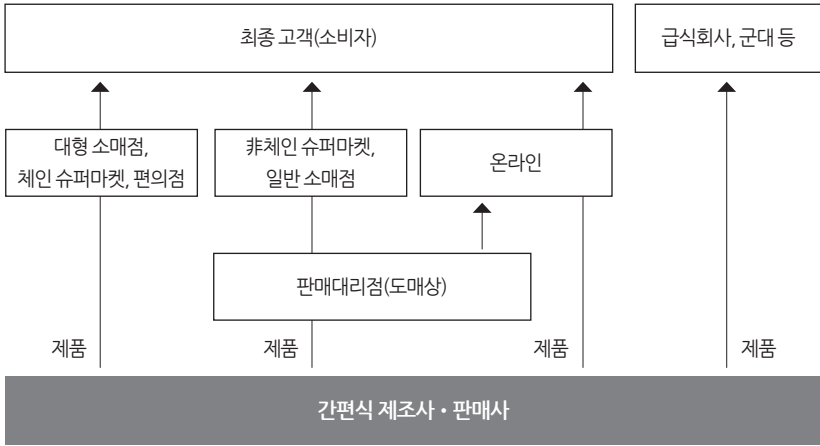 최종 고객(소비자)
급식회사, 군대 등
대형 소매점,
체인 슈퍼마켓, 편의점
非체인 슈퍼마켓,
일반 소매점
온라인
판매대리점(도매상)
제품
제품
제품
제품
간편식 제조사・판매사